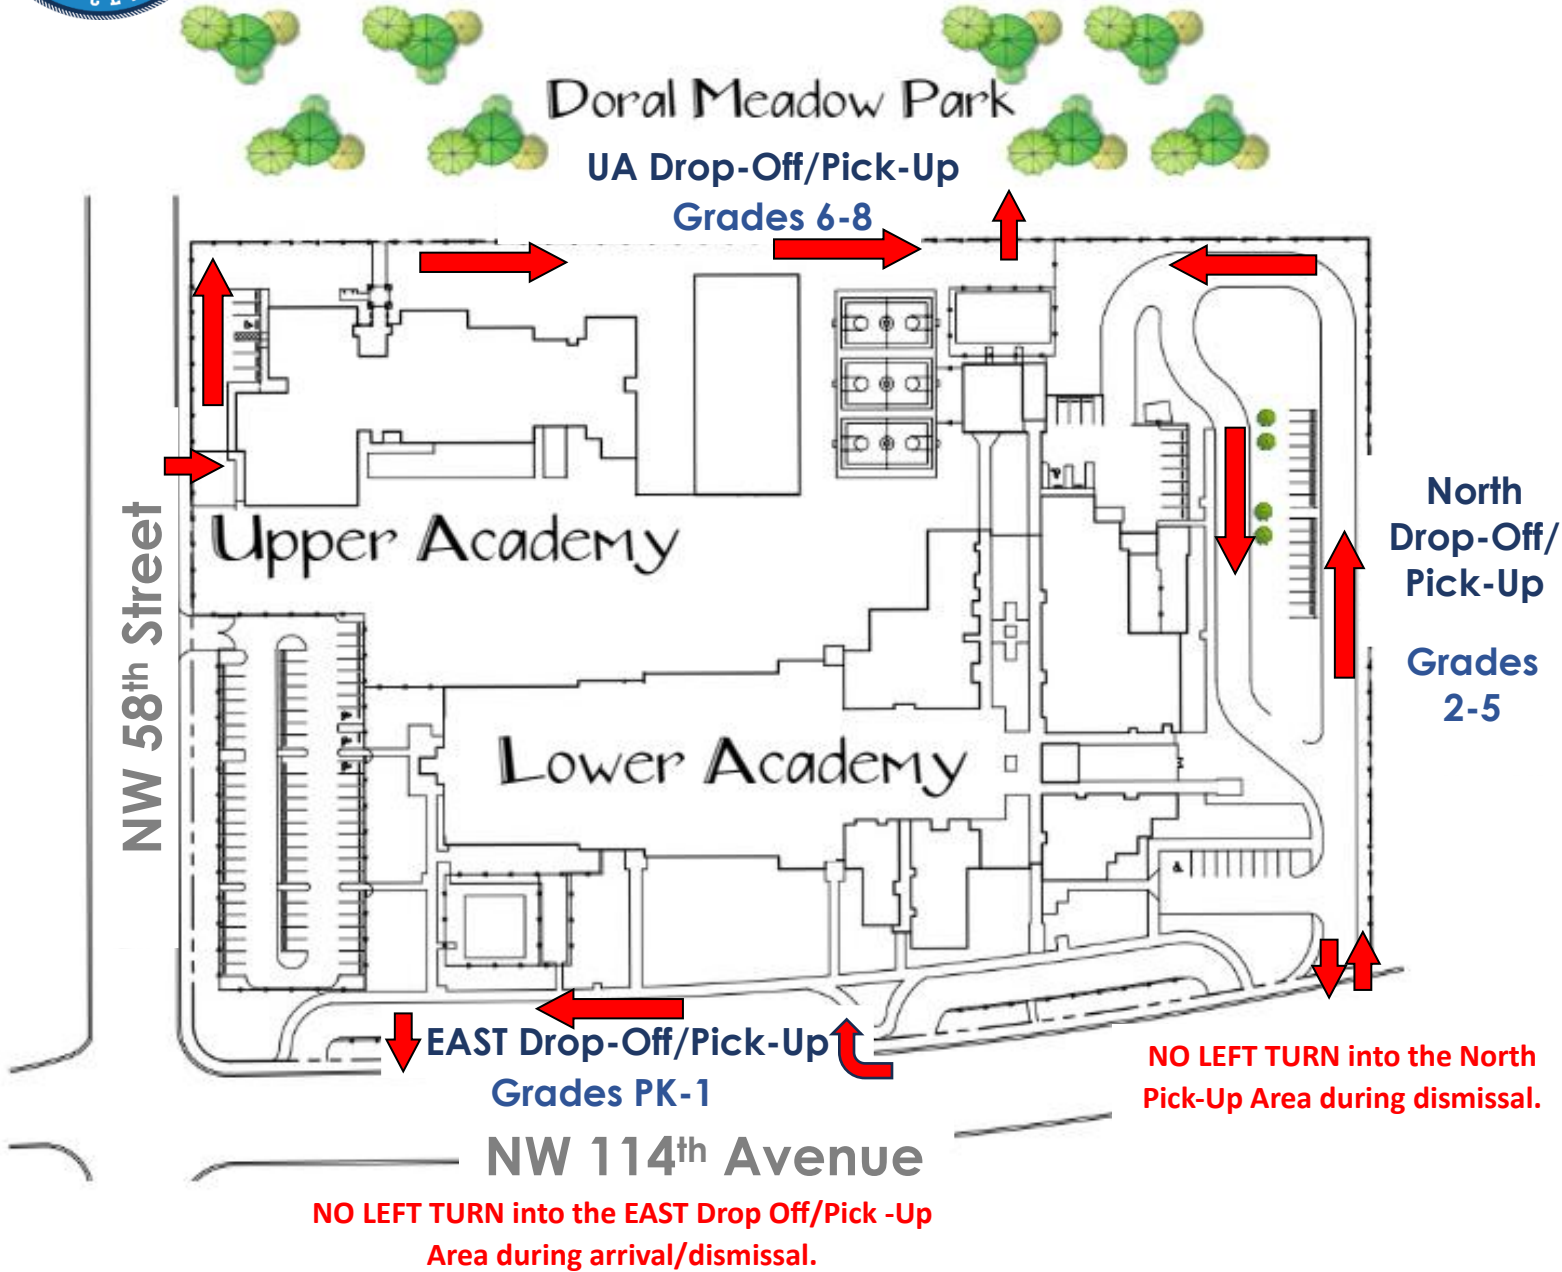 Doral Meadow Park
UA Drop-Off/Pick-Up
Grades 6-8
North
Drop-Off/
Pick-Up
Grades
2-5
NW 58th Street
Upper Academy
Lower Academy
EAST Drop-Off/Pick-Up
Grades PK-1
NO LEFT TURN into the North
Pick-Up Area during dismissal.
NW 114th Avenue
NO LEFT TURN into the EAST Drop Off/Pick -Up
Area during arrival/dismissal.